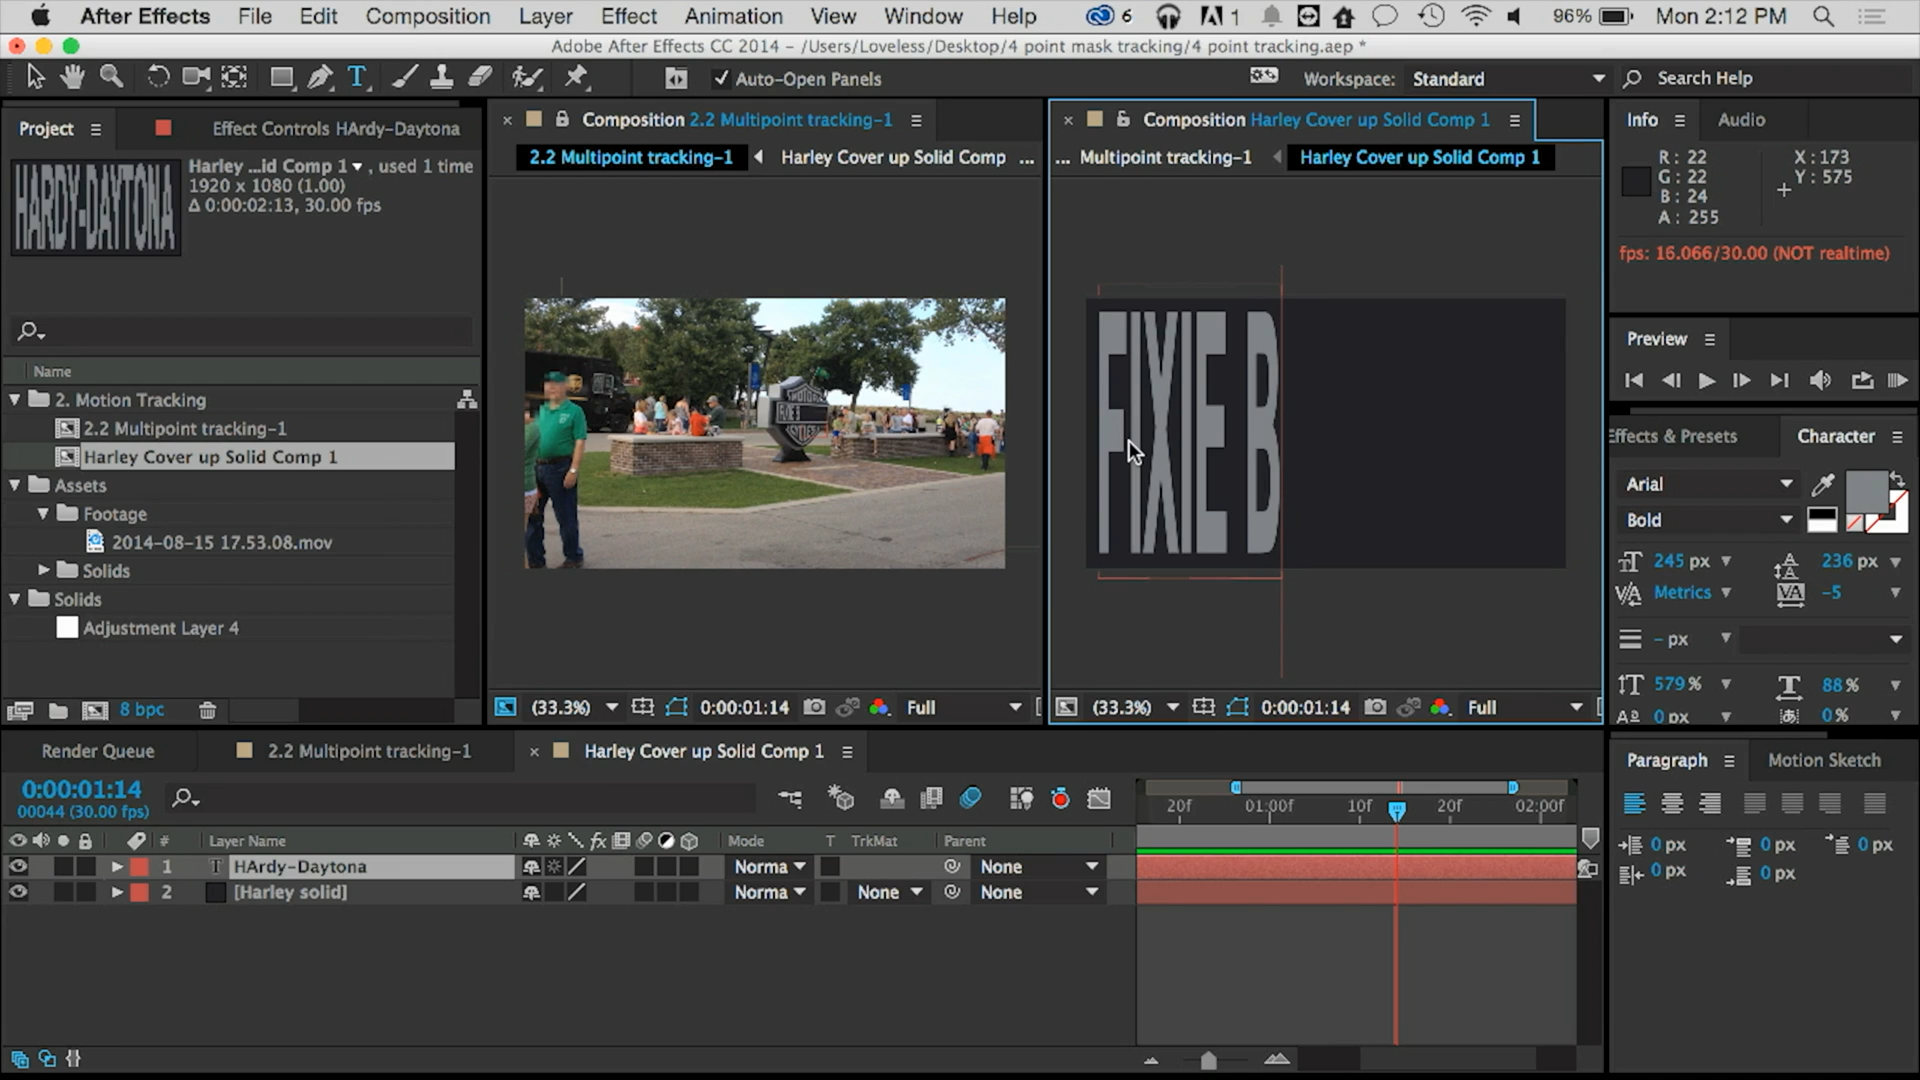 After Effects File Edit Composition Layer Effect Animation View Window Help 6 1 96% Mon 2:12 PM
Adobe After Effects CC 2014 - /Users/Loveless/Desktop/4 point mask tracking/4 point tracking.aep *
T Auto-Open Panels Workspace: Standard Search Help
Project Effect Controls HArdy-Daytona
HARDY-DAYTONA
Harley ...id Comp 1 , used 1 time
1920 x 1080 (1.00)
Δ 0:00:02:13, 30.00 fps
Name
2. Motion Tracking
2.2 Multipoint tracking-1
Harley Cover up Solid Comp 1
Assets
Footage
2014-08-15 17.53.08.mov
Solids
Solids
Adjustment Layer 4
8 bpc
Composition 2.2 Multipoint tracking-1
2.2 Multipoint tracking-1 Harley Cover up Solid Comp ...
FIXIE B
(33.3%) 0:00:01:14 Full
Composition Harley Cover up Solid Comp 1
... Multipoint tracking-1 Harley Cover up Solid Comp 1
FIXIE B
(33.3%) 0:00:01:14 Full
Info Audio
R: 22 X: 173
G: 22 Y: 575
B: 24
A: 255
fps: 16.066/30.00 (NOT realtime)
Preview
Effects & Presets Character
Arial
Bold
245 px 236 px
Metrics -5
- px
579% 88%
0 px 0%
Render Queue 2.2 Multipoint tracking-1 Harley Cover up Solid Comp 1
0:00:01:14
00044 (30.00 fps)
20f 01:00f 10f 20f 02:00f
# Layer Name fx Mode T TrkMat Parent
1 T HArdy-Daytona Norma None
2 [Harley solid] Norma None None
Paragraph Motion Sketch
0 px 0 px 0 px
0 px 0 px